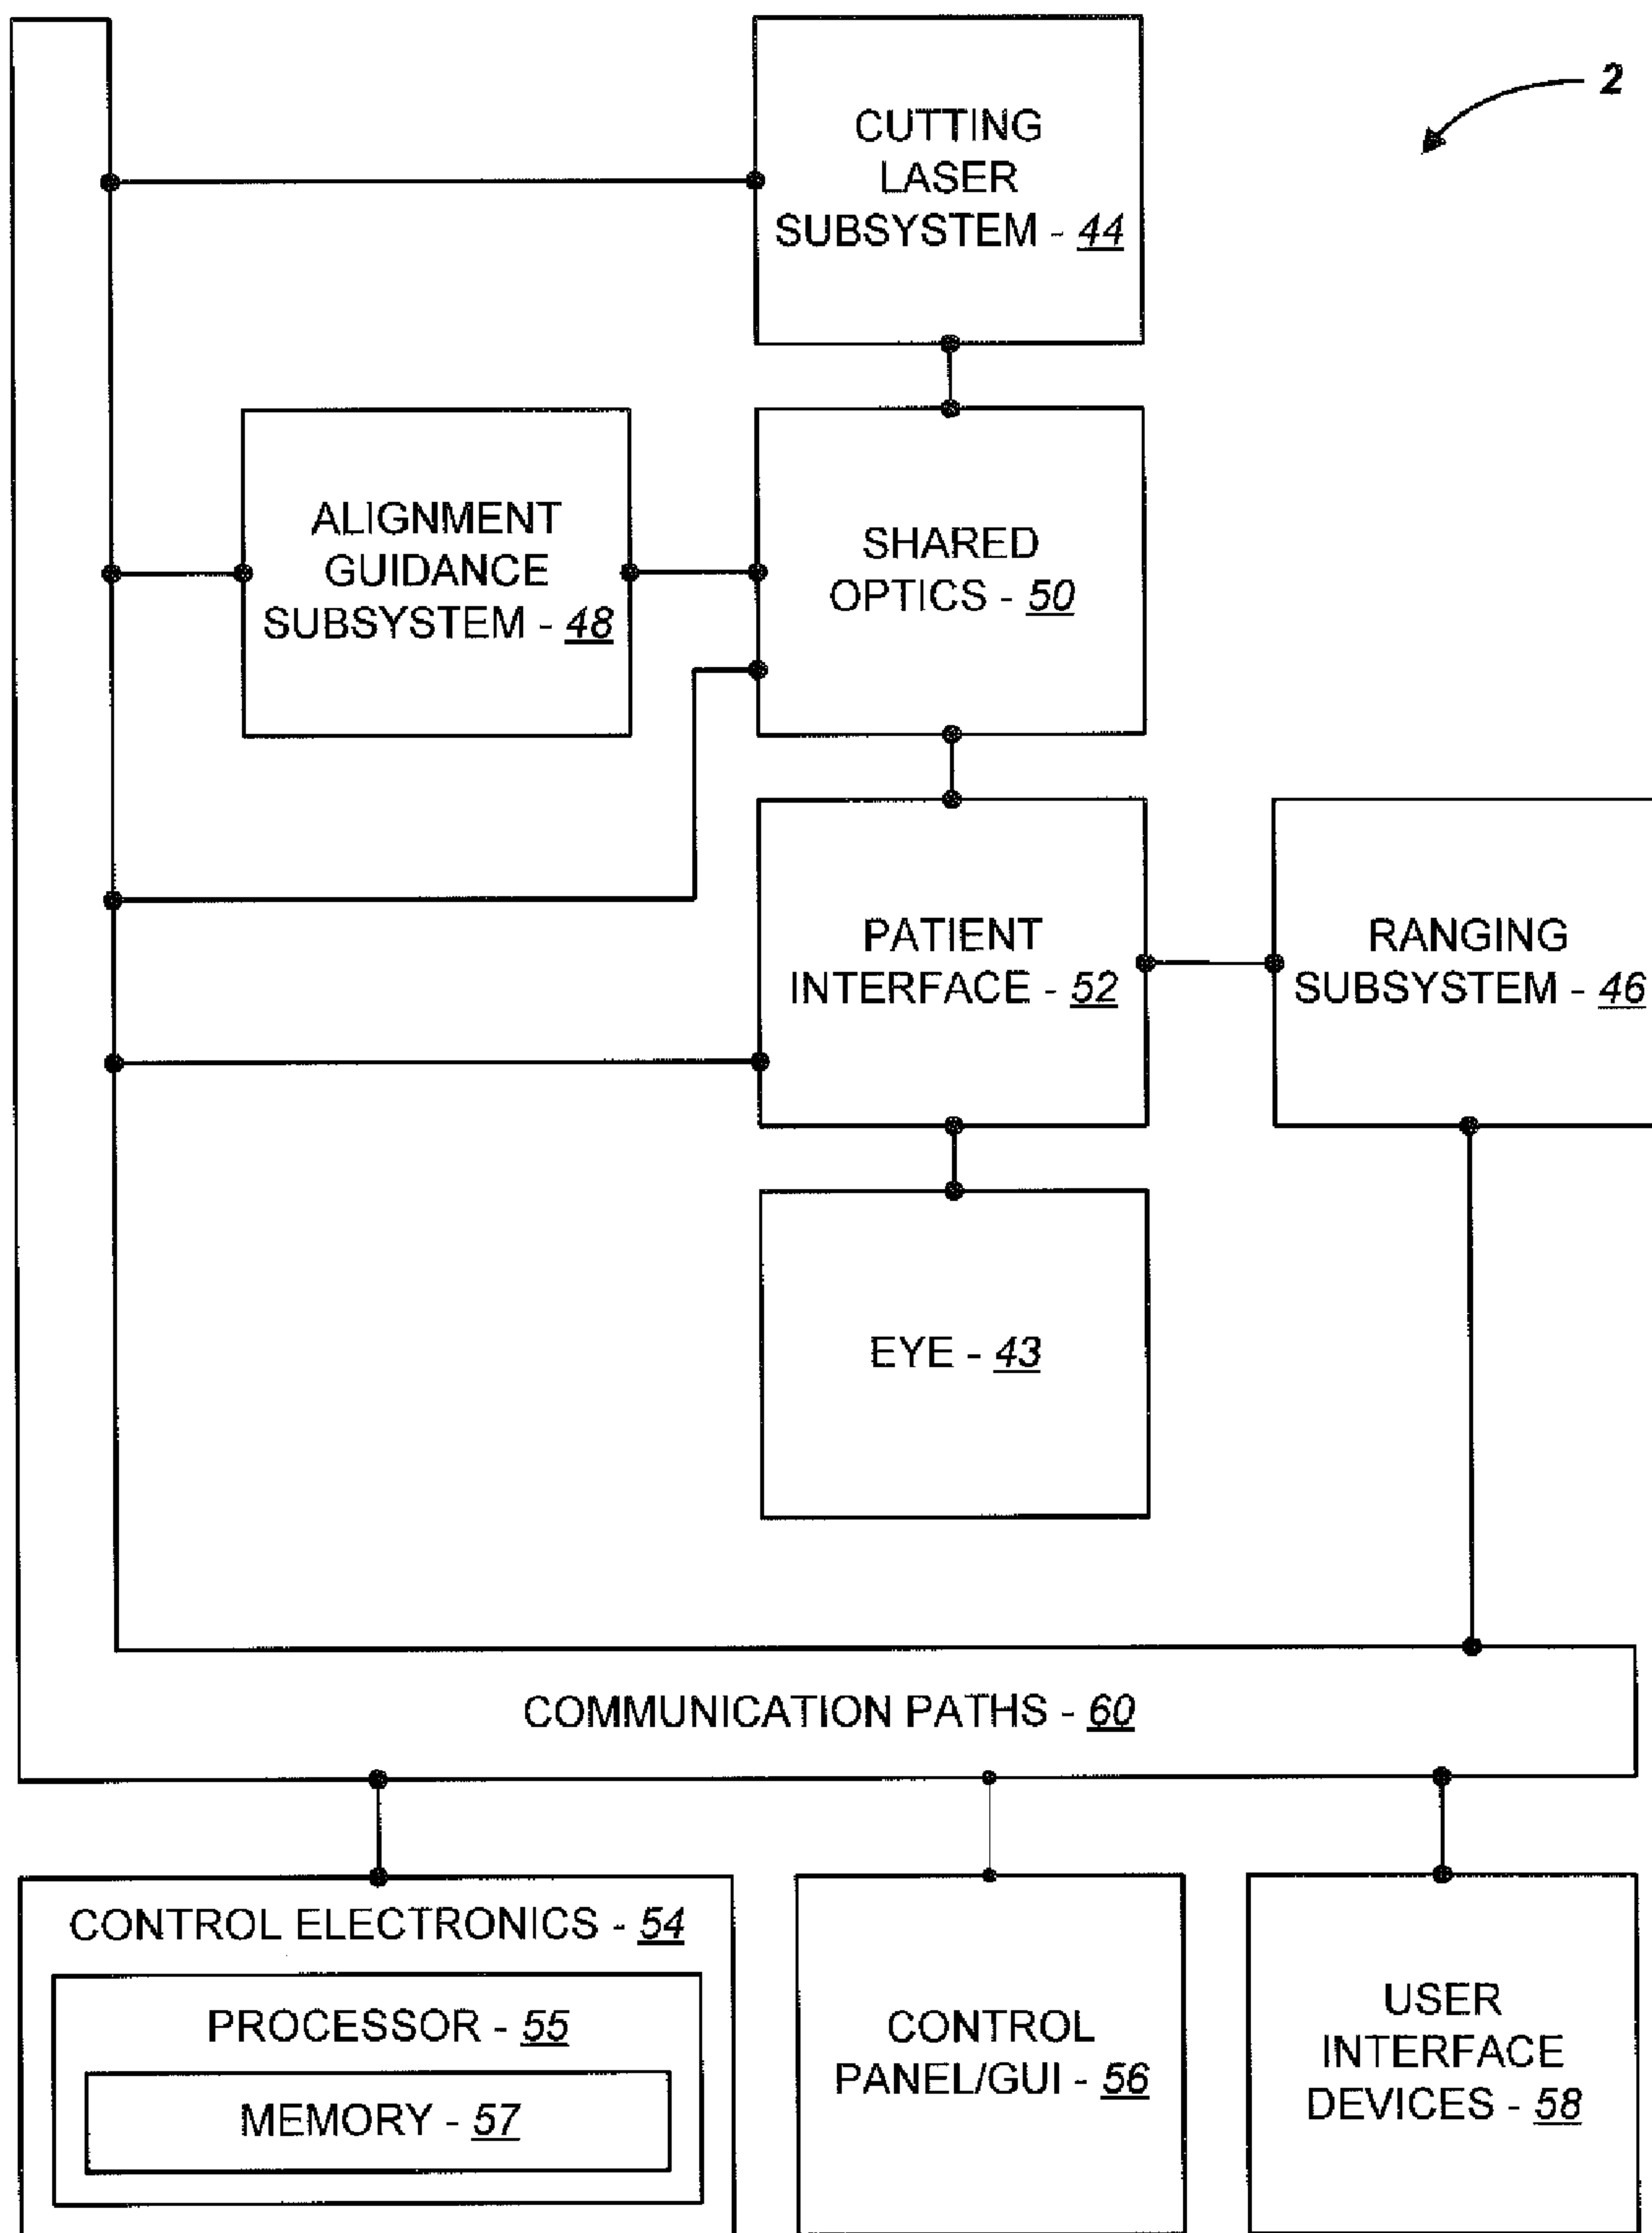 2
CUTTING
LASER
SUBSYSTEM - 44
ALIGNMENT
GUIDANCE
SUBSYSTEM - 48
SHARED
OPTICS - 50
PATIENT
INTERFACE - 52
RANGING
SUBSYSTEM - 46
EYE - 43
COMMUNICATION PATHS - 60
CONTROL ELECTRONICS - 54
PROCESSOR - 55
MEMORY - 57
CONTROL
PANEL/GUI - 56
USER
INTERFACE
DEVICES - 58